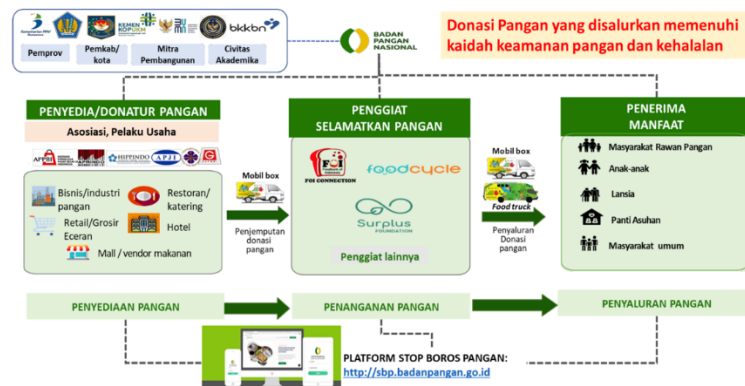 KEMEN
KOPUKM
bkkbn
Pemprov
Pemkab/
kota
Mitra
Pembangunan
Civitas
Akademika
BADAN
PANGAN
NASIONAL
Donasi Pangan yang disalurkan memenuhi
kaidah keamanan pangan dan kehalalan
PENYEDIA/DONATUR PANGAN
Asosiasi, Pelaku Usaha
APPBI
HIPPINDO
APJI
Bisnis/industri
pangan
Restoran/
katering
Retail/Grosir
Eceran
Hotel
Mall / vendor makanan
Mobil box
Penjemputan
donasi
pangan
PENGGIAT
SELAMATKAN PANGAN
FOI
FOI CONNECTION
foodcycle
Surplus
FOUNDATION
Penggiat lainnya
Mobil box
Food truck
Penyaluran
Donasi
pangan
PENERIMA
MANFAAT
Masyarakat Rawan Pangan
Anak-anak
Lansia
Panti Asuhan
Masyarakat umum
PENYEDIAAN PANGAN
PENANGANAN PANGAN
PENYALURAN PANGAN
PLATFORM STOP BOROS PANGAN:
http://sbp.badanpangan.go.id